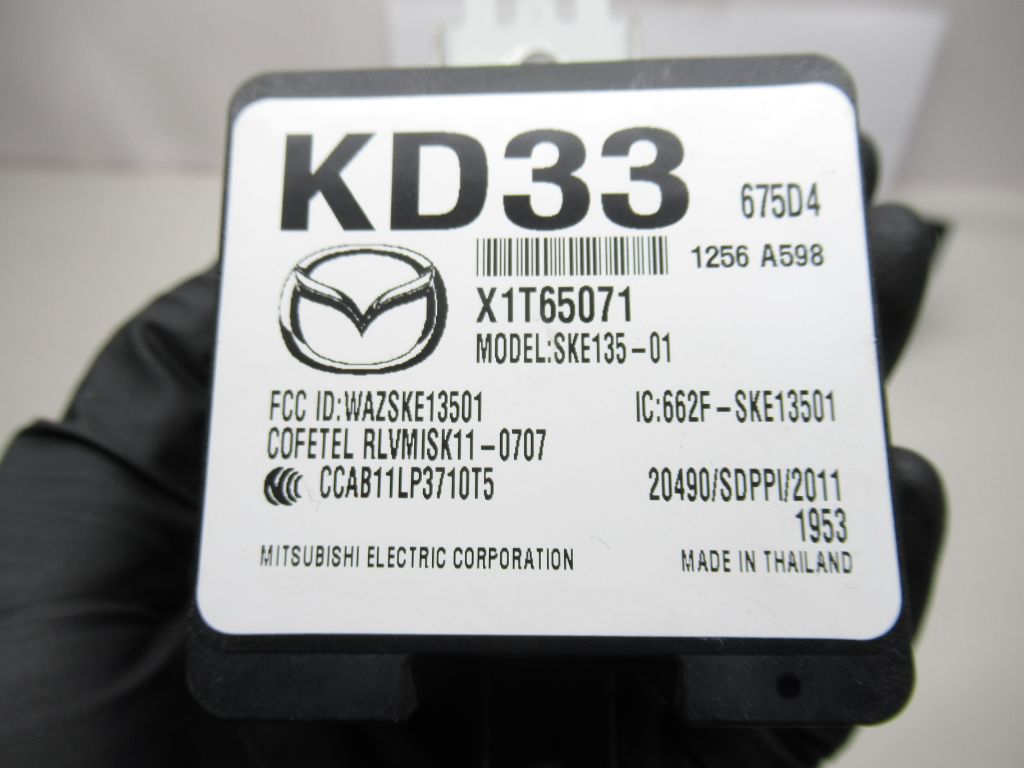 KD33
675D4
1256 A598
X1T65071
MODEL:SKE135-01
FCC ID:WAZSKE13501
IC:662F-SKE13501
COFETEL RLVMISK11-0707
CCAB11LP3710T5
20490/SDPPI/2011
1953
MITSUBISHI ELECTRIC CORPORATION
MADE IN THAILAND